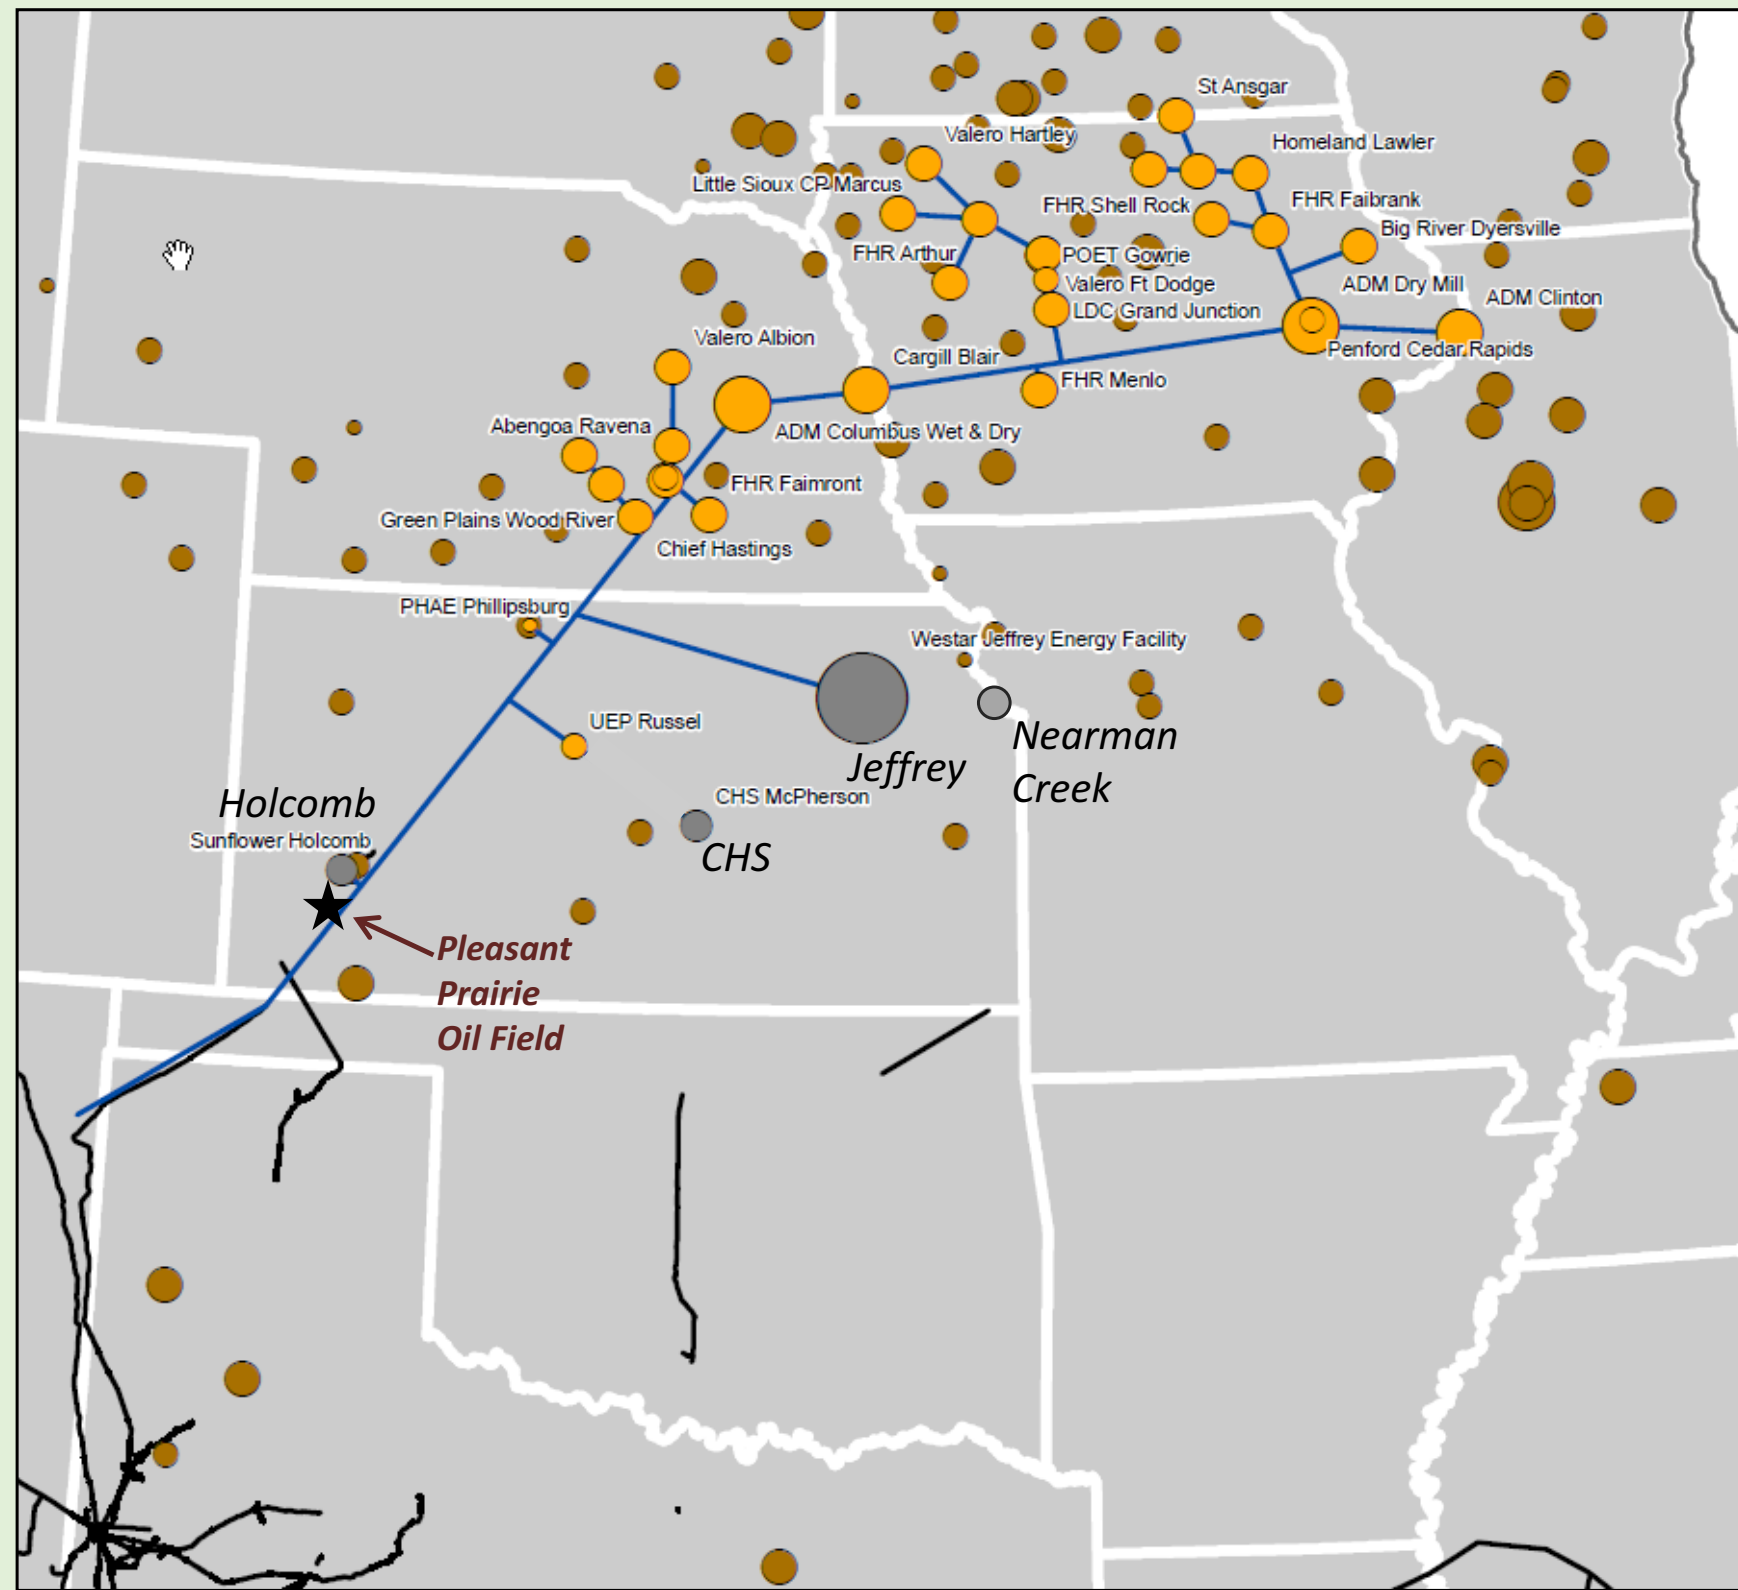 St Ansgar
Valero Hartley
Homeland Lawler
Little Sioux CP Marcus
FHR Shell Rock
FHR Faibrank
Big River Dyersville
FHR Arthur
POET Gowrie
Valero Ft Dodge
ADM Dry Mill
ADM Clinton
LDC Grand Junction
Valero Albion
Cargill Blair
Penford Cedar Rapids
FHR Menlo
Abengoa Ravena
ADM Columbus Wet & Dry
FHR Faimront
Green Plains Wood River
Chief Hastings
PHAE Phillipsburg
Westar Jeffrey Energy Facility
UEP Russel
Nearman
Creek
Jeffrey
CHS McPherson
Holcomb
Sunflower Holcomb
CHS
Pleasant
Prairie
Oil Field